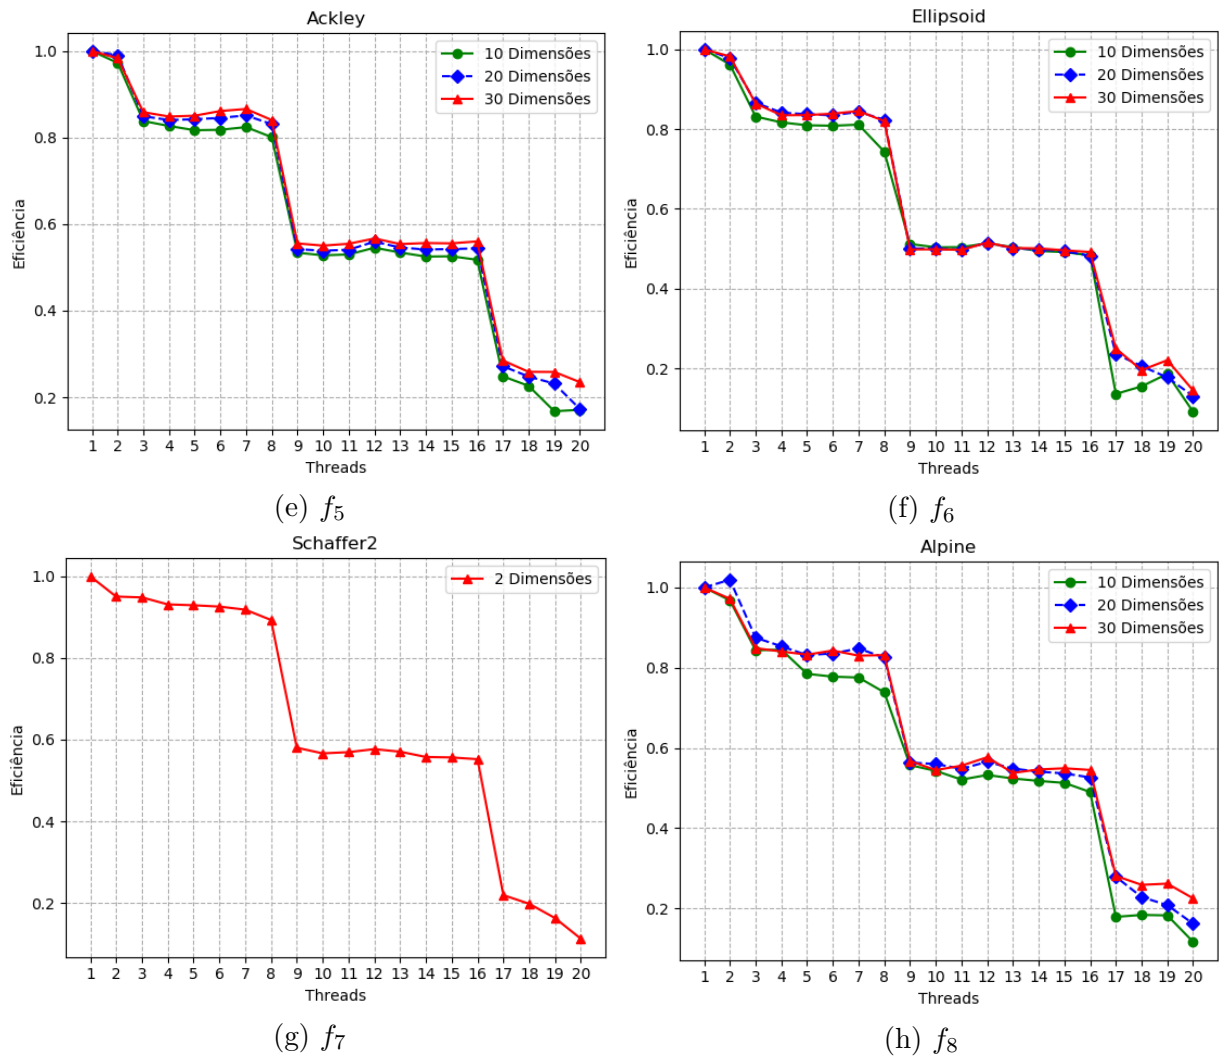 Ackley
Eficiência
1.0
0.8
0.6
0.4
0.2
10 Dimensões
20 Dimensões
30 Dimensões
1 2 3 4 5 6 7 8 9 10 11 12 13 14 15 16 17 18 19 20
Threads
(e) f5
Ellipsoid
Eficiência
1.0
0.8
0.6
0.4
0.2
10 Dimensões
20 Dimensões
30 Dimensões
1 2 3 4 5 6 7 8 9 10 11 12 13 14 15 16 17 18 19 20
Threads
(f) f6
Schaffer2
Eficiência
1.0
0.8
0.6
0.4
0.2
2 Dimensões
1 2 3 4 5 6 7 8 9 10 11 12 13 14 15 16 17 18 19 20
Threads
(g) f7
Alpine
Eficiência
1.0
0.8
0.6
0.4
0.2
10 Dimensões
20 Dimensões
30 Dimensões
1 2 3 4 5 6 7 8 9 10 11 12 13 14 15 16 17 18 19 20
Threads
(h) f8